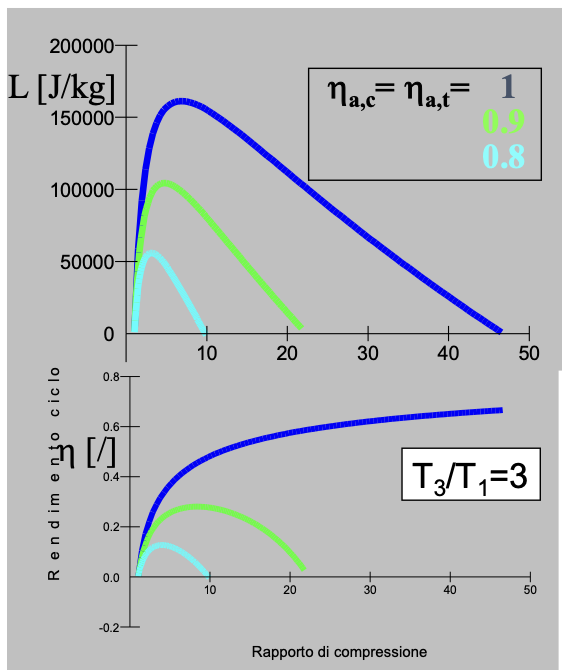 200000
L [J/kg]
150000
100000
50000
0
10 20 30 40 50
ηa,c= ηa,t= 1
0.9
0.8
Rendimento ciclo
η [/]
0.8
0.6
0.4
0.2
0.0
-0.2
10 20 30 40 50
T3/T1=3
Rapporto di compressione